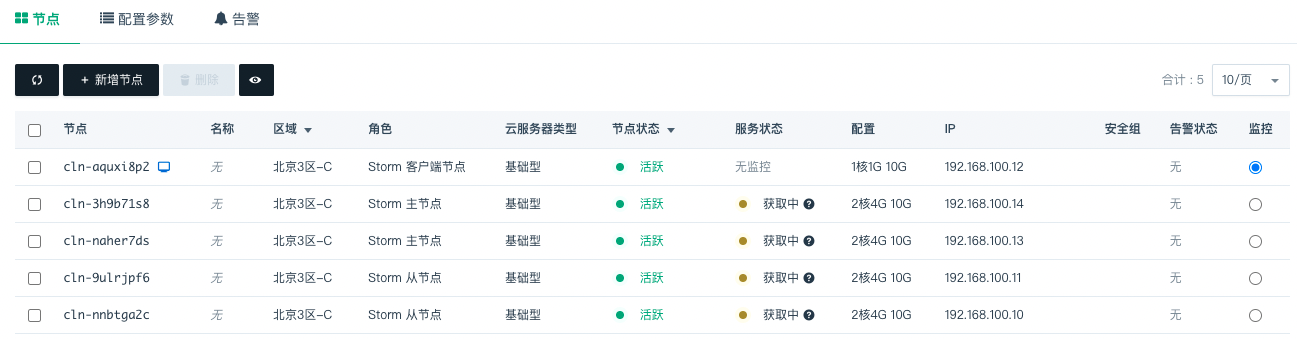 节点 配置参数 告警
+ 新增节点 删除 合计 : 5 10/页
节点 名称 区域 角色 云服务器类型 节点状态 服务状态 配置 IP 安全组 告警状态 监控
cln-aquxi8p2 无 北京3区-C Storm 客户端节点 基础型 活跃 无监控 1核1G 10G 192.168.100.12 无
cln-3h9b71s8 无 北京3区-C Storm 主节点 基础型 活跃 获取中 ? 2核4G 10G 192.168.100.14 无
cln-naher7ds 无 北京3区-C Storm 主节点 基础型 活跃 获取中 ? 2核4G 10G 192.168.100.13 无
cln-9ulrjpf6 无 北京3区-C Storm 从节点 基础型 活跃 获取中 ? 2核4G 10G 192.168.100.11 无
cln-nnbtga2c 无 北京3区-C Storm 从节点 基础型 活跃 获取中 ? 2核4G 10G 192.168.100.10 无